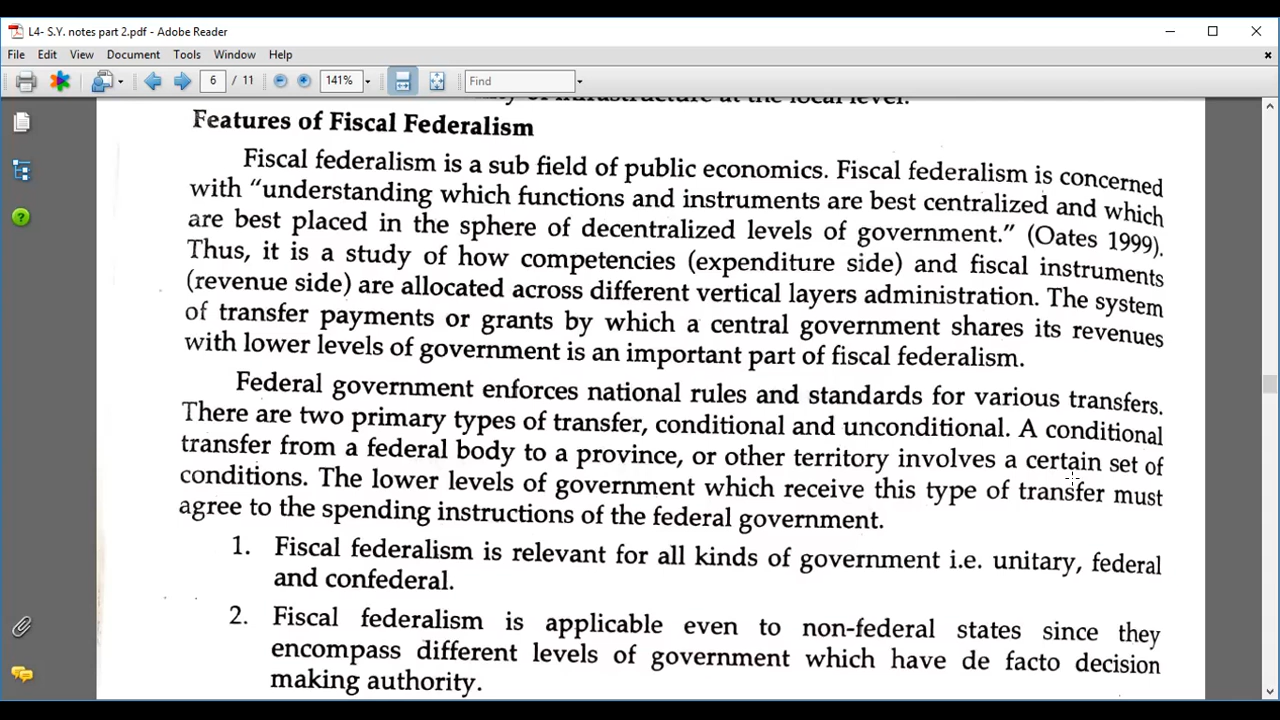 L4- S.Y. notes part 2.pdf - Adobe Reader
File Edit View Document Tools Window Help
6 / 11 141% Find
infrastructure at the local level.
Features of Fiscal Federalism
Fiscal federalism is a sub field of public economics. Fiscal federalism is concerned
with “understanding which functions and instruments are best centralized and which
are best placed in the sphere of decentralized levels of government.” (Oates 1999).
Thus, it is a study of how competencies (expenditure side) and fiscal instruments
(revenue side) are allocated across different vertical layers administration. The system
of transfer payments or grants by which a central government shares its revenues
with lower levels of government is an important part of fiscal federalism.
Federal government enforces national rules and standards for various transfers.
There are two primary types of transfer, conditional and unconditional. A conditional
transfer from a federal body to a province, or other territory involves a certain set of
conditions. The lower levels of government which receive this type of transfer must
agree to the spending instructions of the federal government.
1. Fiscal federalism is relevant for all kinds of government i.e. unitary, federal
and confederal.
2. Fiscal federalism is applicable even to non-federal states since they
encompass different levels of government which have de facto decision
making authority.